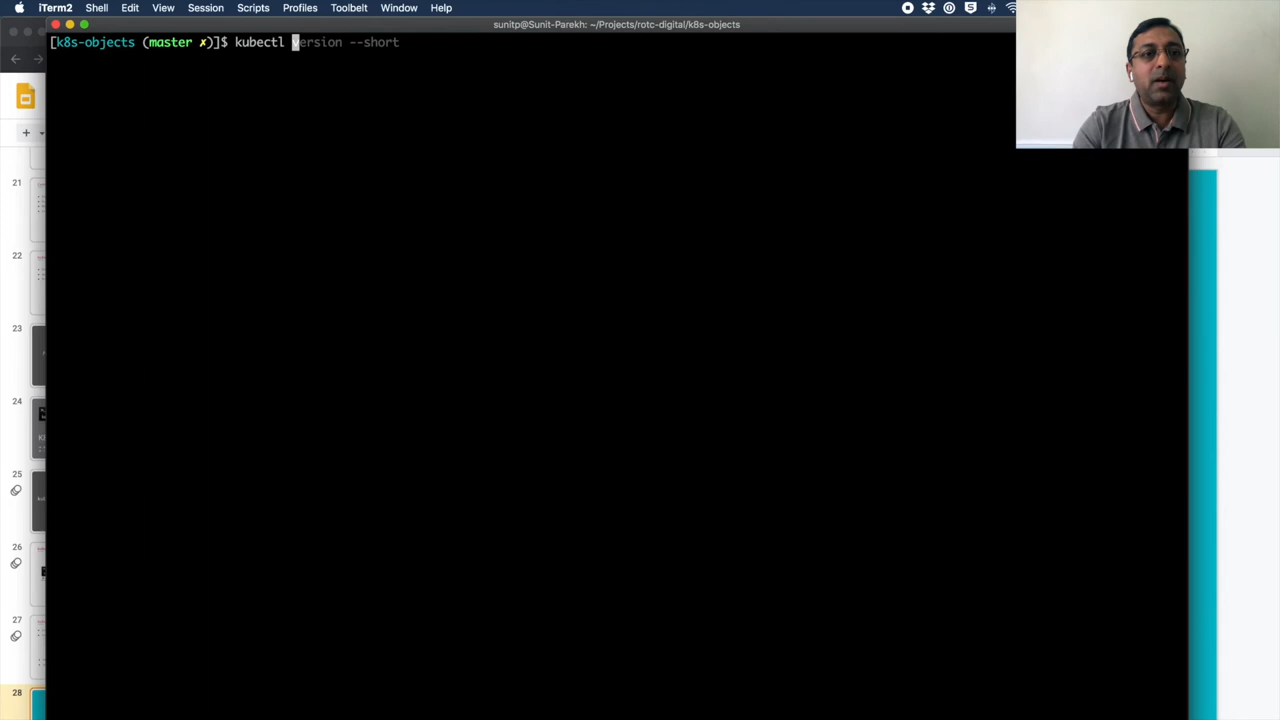 iTerm2 Shell Edit View Session Scripts Profiles Toolbelt Window Help
sunitp@Sunit-Parekh: ~/Projects/rotc-digital/k8s-objects
[k8s-objects (master ✗)]$ kubectl version --short
21
22
23
24
25
26
27
28